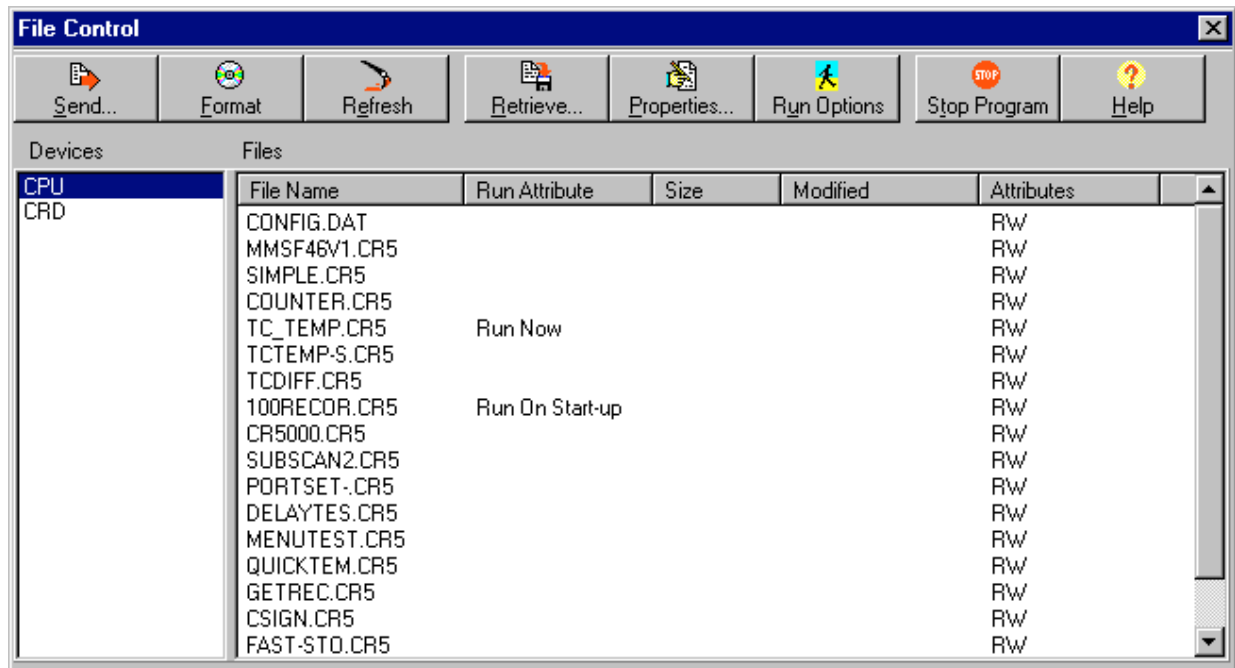 File Control
Send... Format Refresh Retrieve... Properties... Run Options STOP Stop Program ? Help
Devices Files
CPU
CRD
File Name Run Attribute Size Modified Attributes
CONFIG.DAT RW
MMSF46V1.CR5 RW
SIMPLE.CR5 RW
COUNTER.CR5 RW
TC_TEMP.CR5 Run Now RW
TCTEMP-S.CR5 RW
TCDIFF.CR5 RW
100RECOR.CR5 Run On Start-up RW
CR5000.CR5 RW
SUBSCAN2.CR5 RW
PORTSET-.CR5 RW
DELAYTES.CR5 RW
MENUTEST.CR5 RW
QUICKTEM.CR5 RW
GETREC.CR5 RW
CSIGN.CR5 RW
FAST-STO.CR5 RW